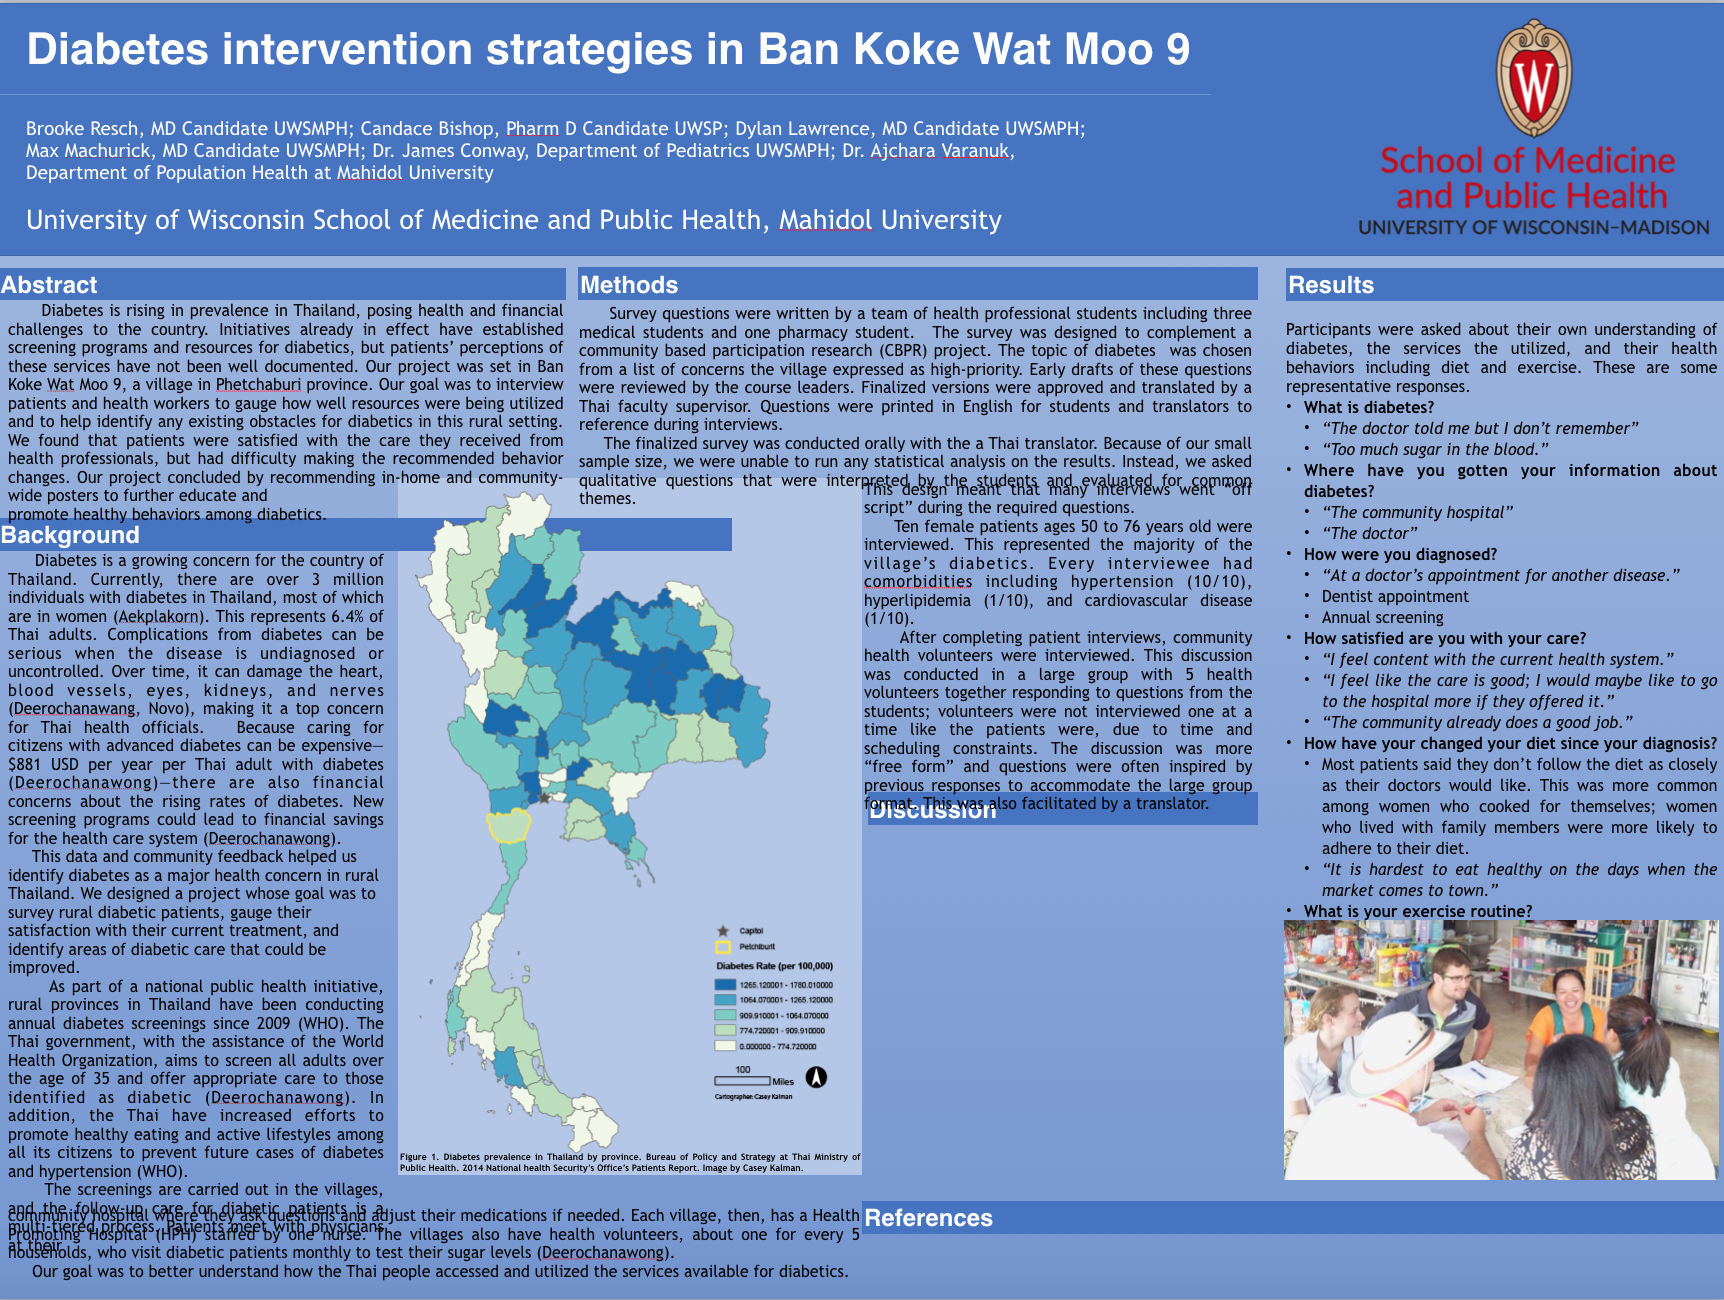 Diabetes intervention strategies in Ban Koke Wat Moo 9
Brooke Resch, MD Candidate UWSMPH; Candace Bishop, Pharm D Candidate UWSP; Dylan Lawrence, MD Candidate UWSMPH;
Max Machurick, MD Candidate UWSMPH; Dr. James Conway, Department of Pediatrics UWSMPH; Dr. Ajchara Varanuk,
Department of Population Health at Mahidol University
University of Wisconsin School of Medicine and Public Health, Mahidol University
W
School of Medicine
and Public Health
UNIVERSITY OF WISCONSIN–MADISON
Abstract
Diabetes is rising in prevalence in Thailand, posing health and financial
challenges to the country. Initiatives already in effect have established
screening programs and resources for diabetics, but patients’ perceptions of
these services have not been well documented. Our project was set in Ban
Koke Wat Moo 9, a village in Phetchaburi province. Our goal was to interview
patients and health workers to gauge how well resources were being utilized
and to help identify any existing obstacles for diabetics in this rural setting.
We found that patients were satisfied with the care they received from
health professionals, but had difficulty making the recommended behavior
changes. Our project concluded by recommending in-home and community-
wide posters to further educate and
promote healthy behaviors among diabetics.
Background
Diabetes is a growing concern for the country of
Thailand. Currently, there are over 3 million
individuals with diabetes in Thailand, most of which
are in women (Aekplakorn). This represents 6.4% of
Thai adults. Complications from diabetes can be
serious when the disease is undiagnosed or
uncontrolled. Over time, it can damage the heart,
blood vessels, eyes, kidneys, and nerves
(Deerochanawang, Novo), making it a top concern
for Thai health officials. Because caring for
citizens with advanced diabetes can be expensive—
$881 USD per year per Thai adult with diabetes
(Deerochanawong)—there are also financial
concerns about the rising rates of diabetes. New
screening programs could lead to financial savings
for the health care system (Deerochanawong).
This data and community feedback helped us
identify diabetes as a major health concern in rural
Thailand. We designed a project whose goal was to
survey rural diabetic patients, gauge their
satisfaction with their current treatment, and
identify areas of diabetic care that could be
improved.
As part of a national public health initiative,
rural provinces in Thailand have been conducting
annual diabetes screenings since 2009 (WHO). The
Thai government, with the assistance of the World
Health Organization, aims to screen all adults over
the age of 35 and offer appropriate care to those
identified as diabetic (Deerochanawong). In
addition, the Thai have increased efforts to
promote healthy eating and active lifestyles among
all its citizens to prevent future cases of diabetes
and hypertension (WHO).
The screenings are carried out in the villages,
and the follow-up care for diabetic patients is a
multi-tiered process. Patients meet with physicians
at their
community hospital where they ask questions and adjust their medications if needed. Each village, then, has a Health
Promoting Hospital (HPH) staffed by one nurse. The villages also have health volunteers, about one for every 5
households, who visit diabetic patients monthly to test their sugar levels (Deerochanawong).
Our goal was to better understand how the Thai people accessed and utilized the services available for diabetics.
Capitol
Petchiburi
Diabetes Rate (per 100,000)
1265.120001 - 1780.010000
1064.070001 - 1265.120000
909.910001 - 1064.070000
774.720001 - 909.910000
0.000000 - 774.720000
100
Miles
Cartographer: Casey Kalman
Figure 1. Diabetes prevalence in Thailand by province. Bureau of Policy and Strategy at Thai Ministry of
Public Health. 2014 National health Security’s Office’s Patients Report. Image by Casey Kalman.
Methods
Survey questions were written by a team of health professional students including three
medical students and one pharmacy student. The survey was designed to complement a
community based participation research (CBPR) project. The topic of diabetes was chosen
from a list of concerns the village expressed as high-priority. Early drafts of these questions
were reviewed by the course leaders. Finalized versions were approved and translated by a
Thai faculty supervisor. Questions were printed in English for students and translators to
reference during interviews.
The finalized survey was conducted orally with the a Thai translator. Because of our small
sample size, we were unable to run any statistical analysis on the results. Instead, we asked
qualitative questions that were interpreted by the students and evaluated for common
themes.
This design meant that many interviews went “off
script” during the required questions.
Ten female patients ages 50 to 76 years old were
interviewed. This represented the majority of the
village’s diabetics. Every interviewee had
comorbidities including hypertension (10/10),
hyperlipidemia (1/10), and cardiovascular disease
(1/10).
After completing patient interviews, community
health volunteers were interviewed. This discussion
was conducted in a large group with 5 health
volunteers together responding to questions from the
students; volunteers were not interviewed one at a
time like the patients were, due to time and
scheduling constraints. The discussion was more
“free form” and questions were often inspired by
previous responses to accommodate the large group
format. This was also facilitated by a translator.
Discussion
References
Results
Participants were asked about their own understanding of
diabetes, the services the utilized, and their health
behaviors including diet and exercise. These are some
representative responses.
• What is diabetes?
• “The doctor told me but I don’t remember”
• “Too much sugar in the blood.”
• Where have you gotten your information about
diabetes?
• “The community hospital”
• “The doctor”
• How were you diagnosed?
• “At a doctor’s appointment for another disease.”
• Dentist appointment
• Annual screening
• How satisfied are you with your care?
• “I feel content with the current health system.”
• “I feel like the care is good; I would maybe like to go
to the hospital more if they offered it.”
• “The community already does a good job.”
• How have your changed your diet since your diagnosis?
• Most patients said they don’t follow the diet as closely
as their doctors would like. This was more common
among women who cooked for themselves; women
who lived with family members were more likely to
adhere to their diet.
• “It is hardest to eat healthy on the days when the
market comes to town.”
• What is your exercise routine?